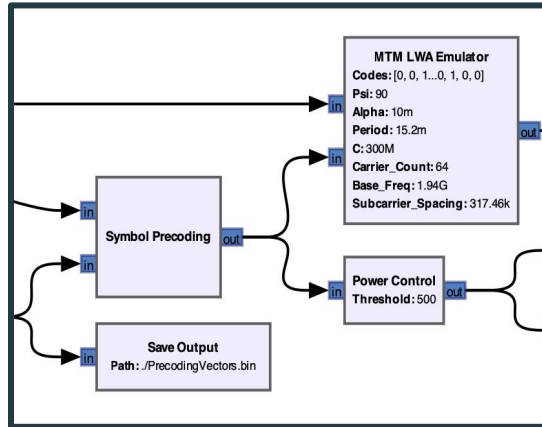 MTM LWA Emulator
Codes: [0, 0, 1...0, 1, 0, 0]
in
Psi: 90
Alpha: 10m
Period: 15.2m
out
C: 300M
in
Carrier_Count: 64
Base_Freq: 1.94G
Subcarrier_Spacing: 317.46k
in
Symbol Precoding
out
in
Power Control
in
Threshold: 500
out
Save Output
in
Path: ./PrecodingVectors.bin